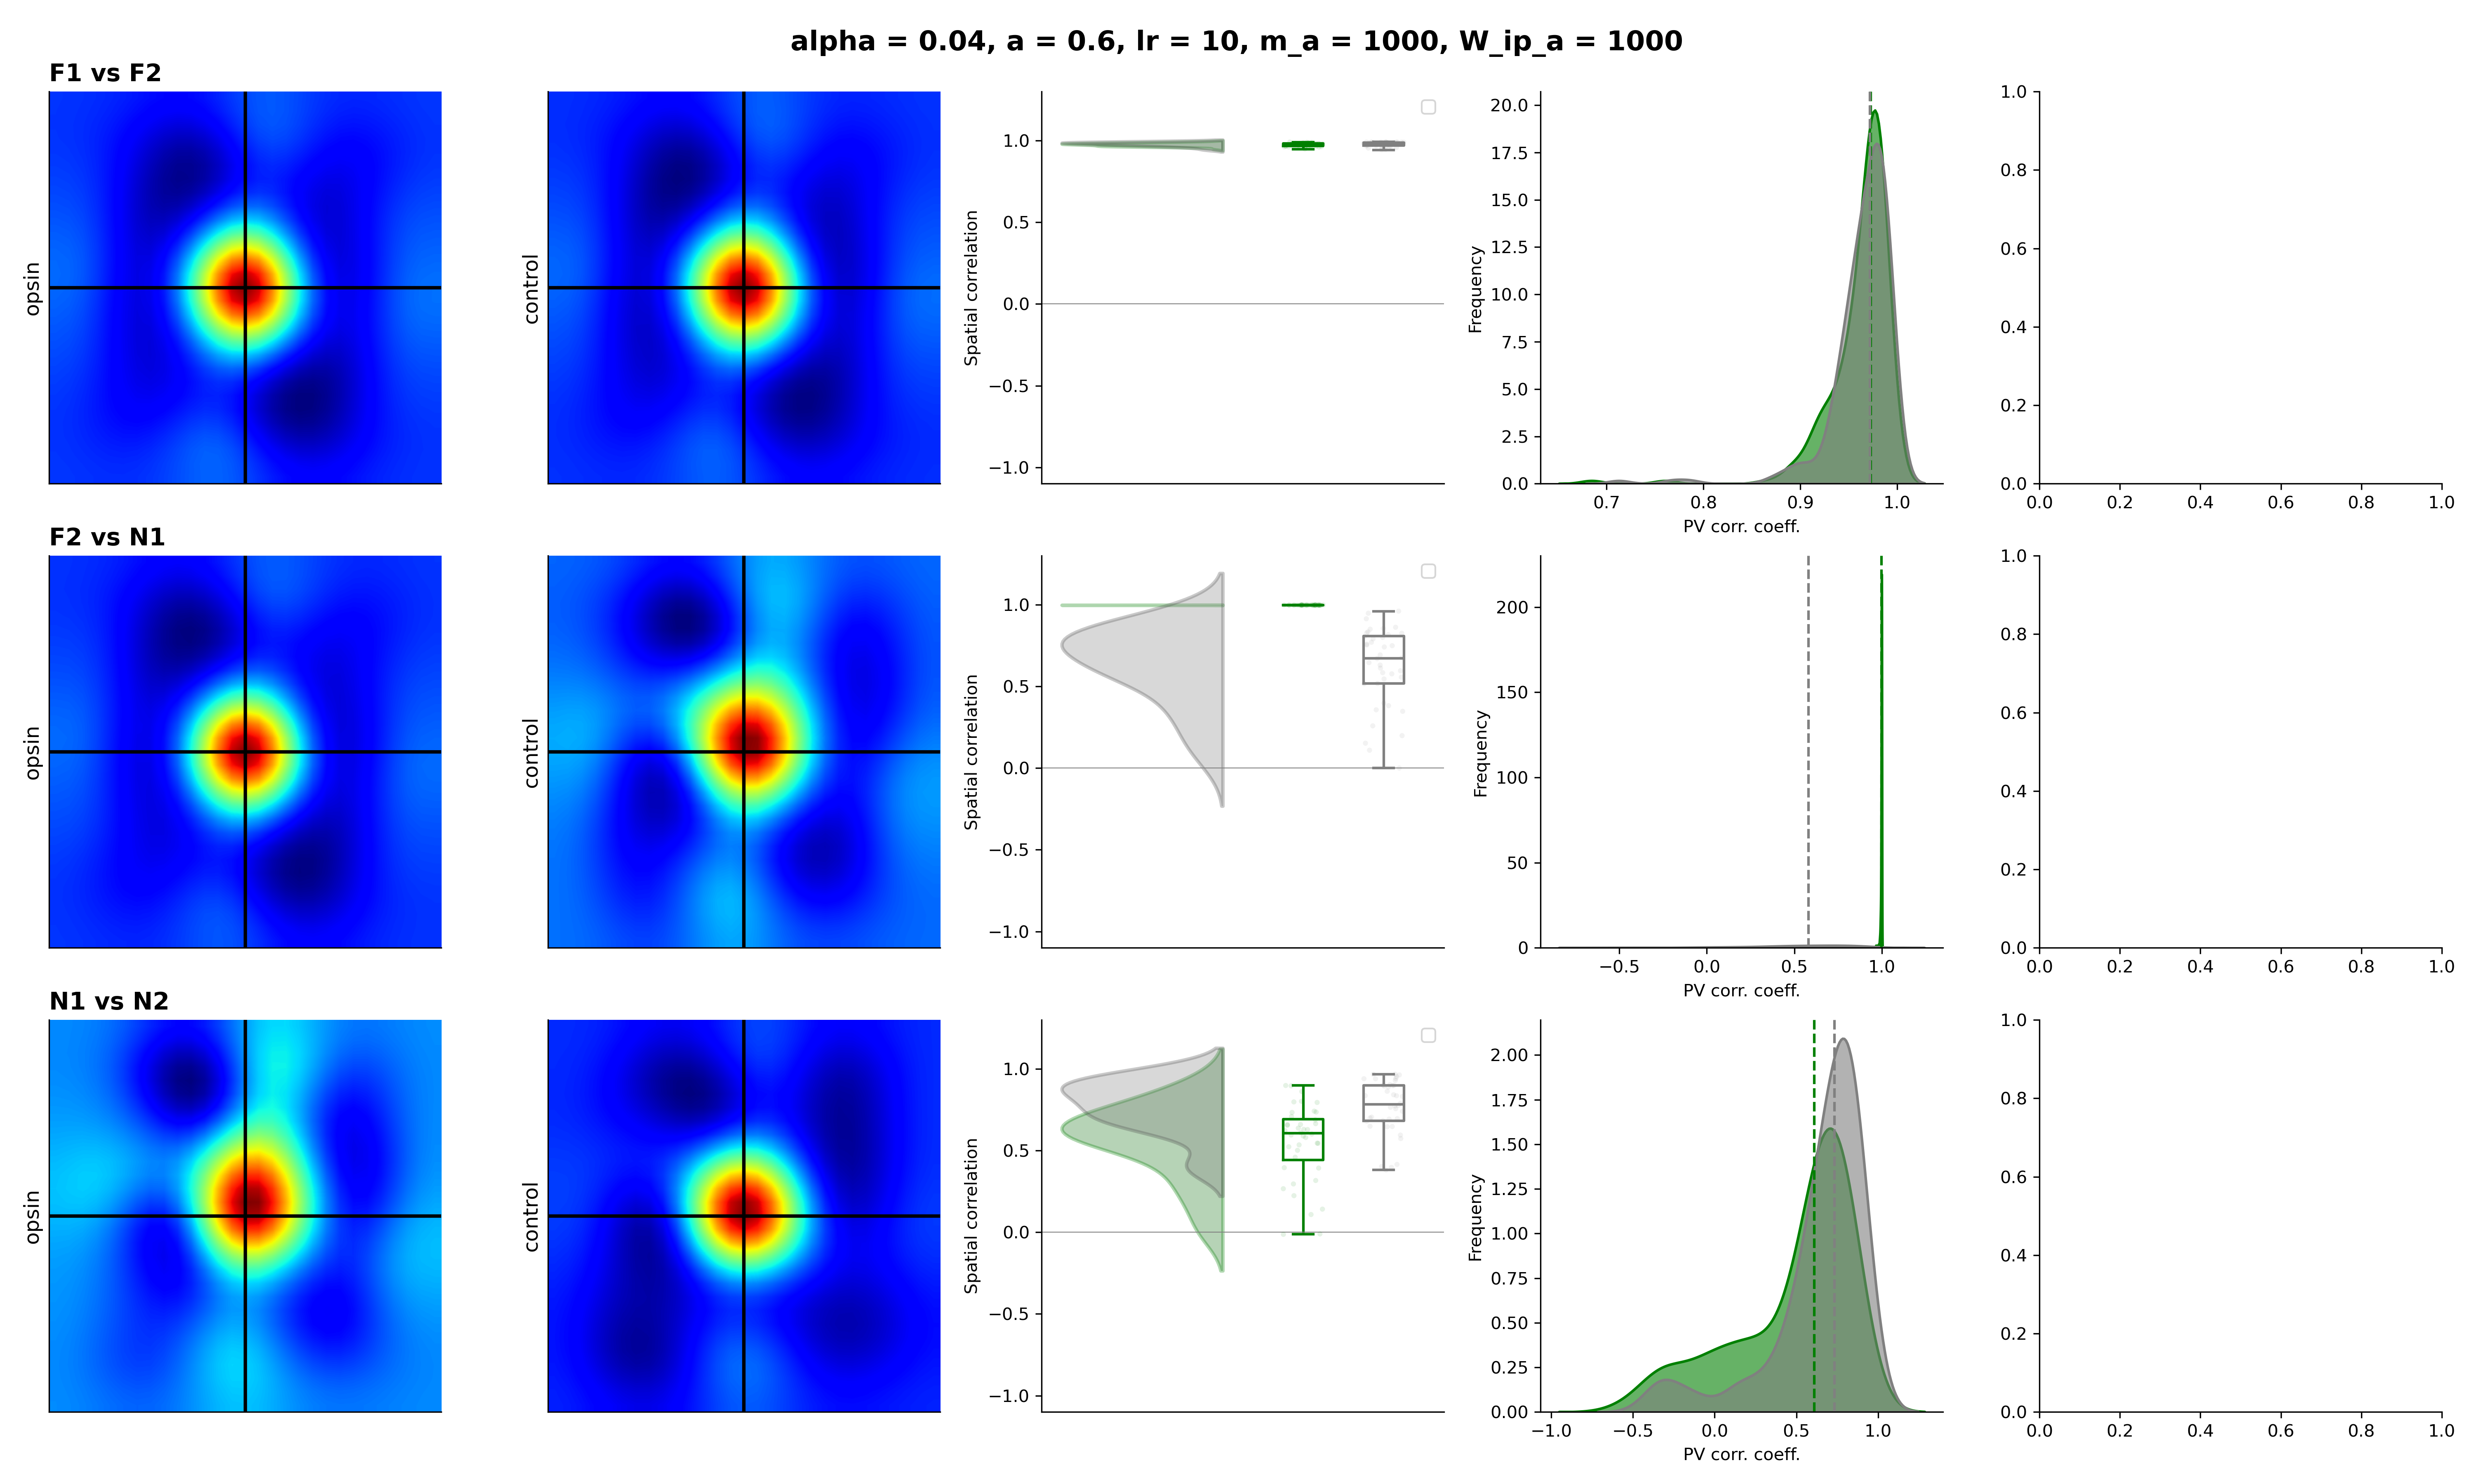 alpha = 0.04, a = 0.6, lr = 10, m_a = 1000, W_ip_a = 1000
F1 vs F2
opsin
control
Spatial correlation
1.0
0.5
0.0
−0.5
−1.0
Frequency
20.0
17.5
15.0
12.5
10.0
7.5
5.0
2.5
0.0
0.7 0.8 0.9 1.0
PV corr. coeff.
1.0
0.8
0.6
0.4
0.2
0.0
0.0 0.2 0.4 0.6 0.8 1.0
F2 vs N1
opsin
control
Spatial correlation
1.0
0.5
0.0
−0.5
−1.0
Frequency
200
150
100
50
0
−0.5 0.0 0.5 1.0
PV corr. coeff.
1.0
0.8
0.6
0.4
0.2
0.0
0.0 0.2 0.4 0.6 0.8 1.0
N1 vs N2
opsin
control
Spatial correlation
1.0
0.5
0.0
−0.5
−1.0
Frequency
2.00
1.75
1.50
1.25
1.00
0.75
0.50
0.25
0.00
−1.0 −0.5 0.0 0.5 1.0
PV corr. coeff.
1.0
0.8
0.6
0.4
0.2
0.0
0.0 0.2 0.4 0.6 0.8 1.0